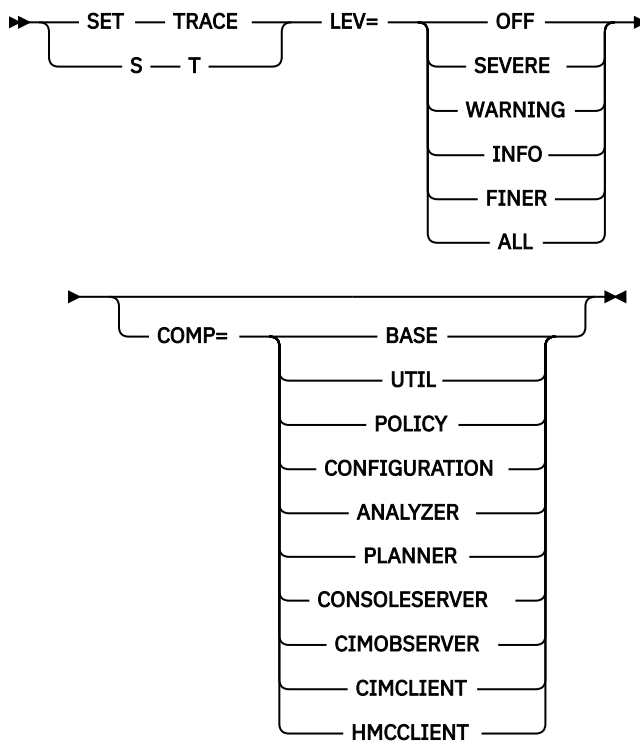 SET TRACE LEV= OFF
S T SEVERE
WARNING
INFO
FINER
ALL
COMP= BASE
UTIL
POLICY
CONFIGURATION
ANALYZER
PLANNER
CONSOLESERVER
CIMOBSERVER
CIMCLIENT
HMCCLIENT